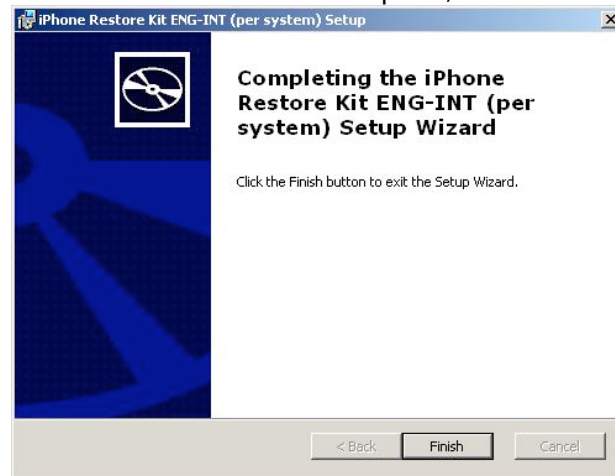 iPhone Restore Kit ENG-INT (per system) Setup
Completing the iPhone
Restore Kit ENG-INT (per
system) Setup Wizard
Click the Finish button to exit the Setup Wizard.
< Back Finish Cancel